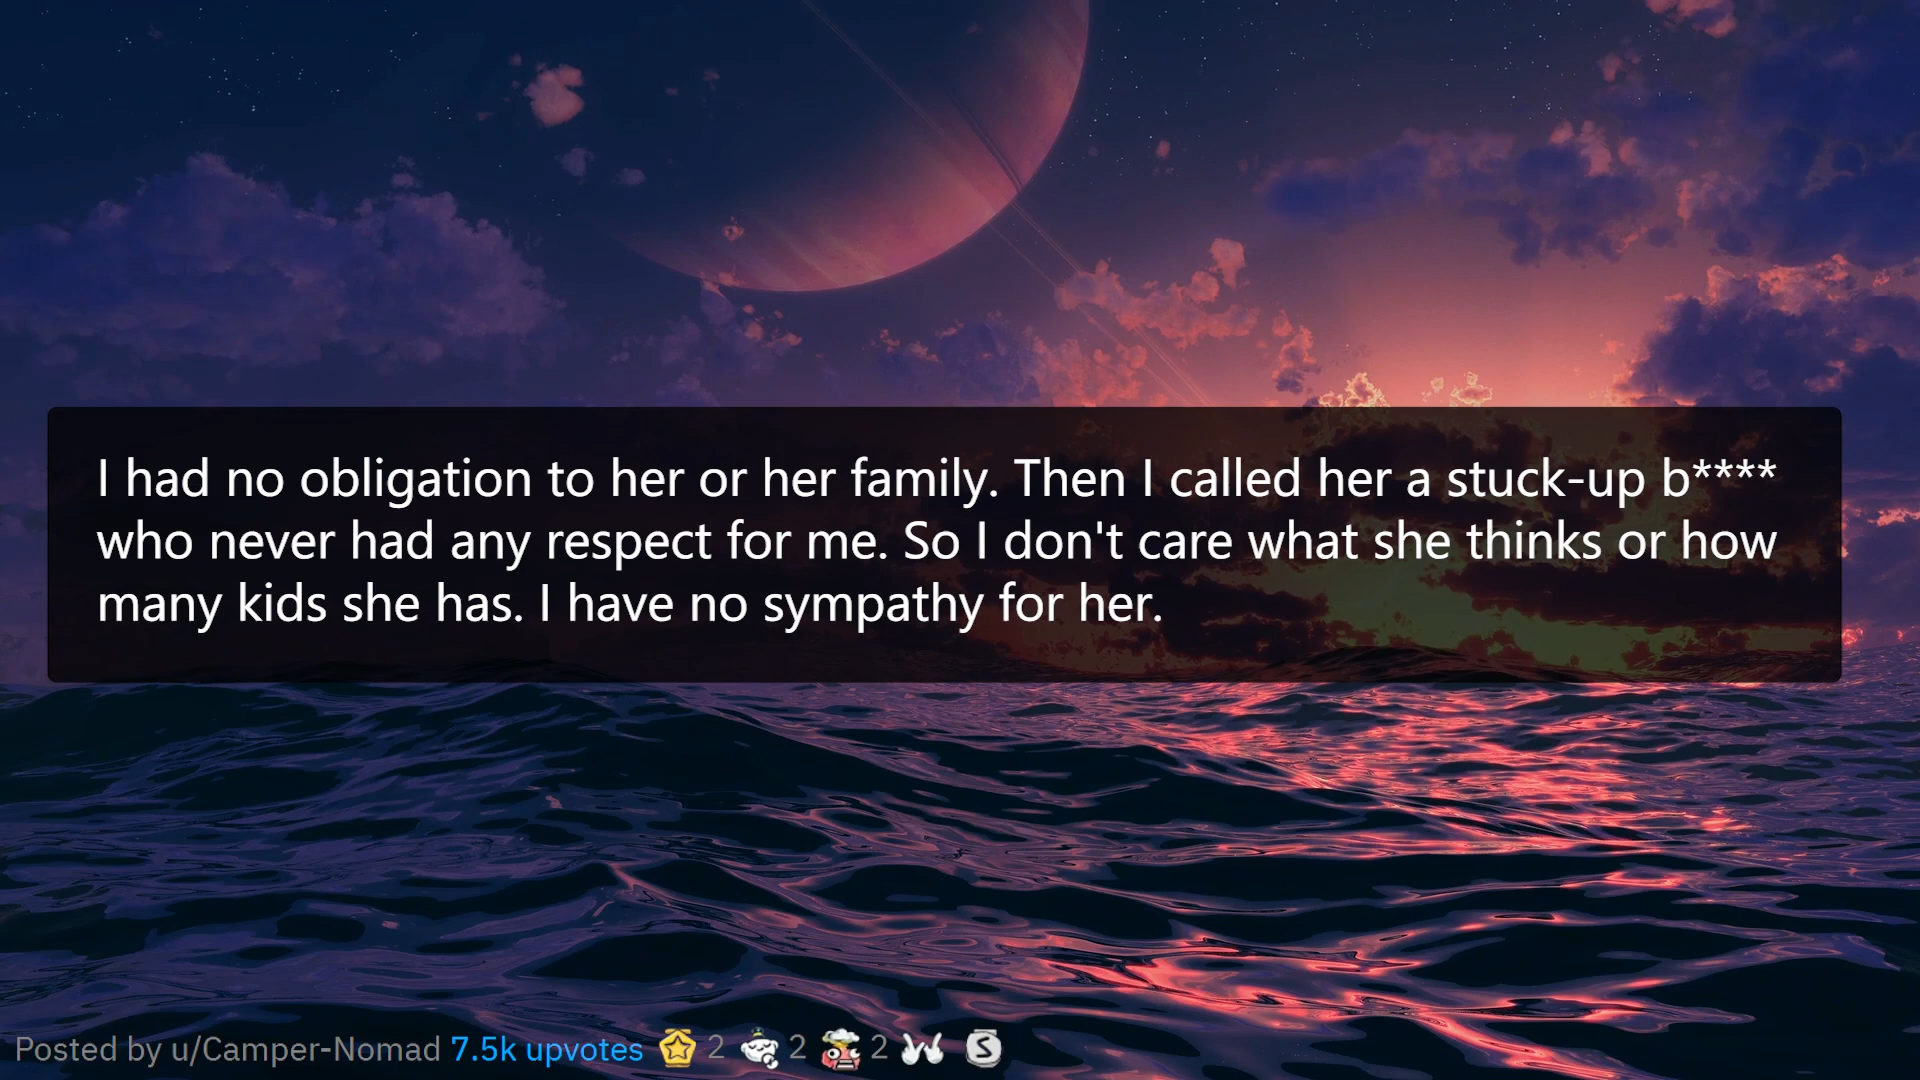 I had no obligation to her or her family. Then I called her a stuck-up b****
who never had any respect for me. So I don't care what she thinks or how
many kids she has. I have no sympathy for her.
Posted by u/Camper-Nomad 7.5k upvotes 2 2 2 S